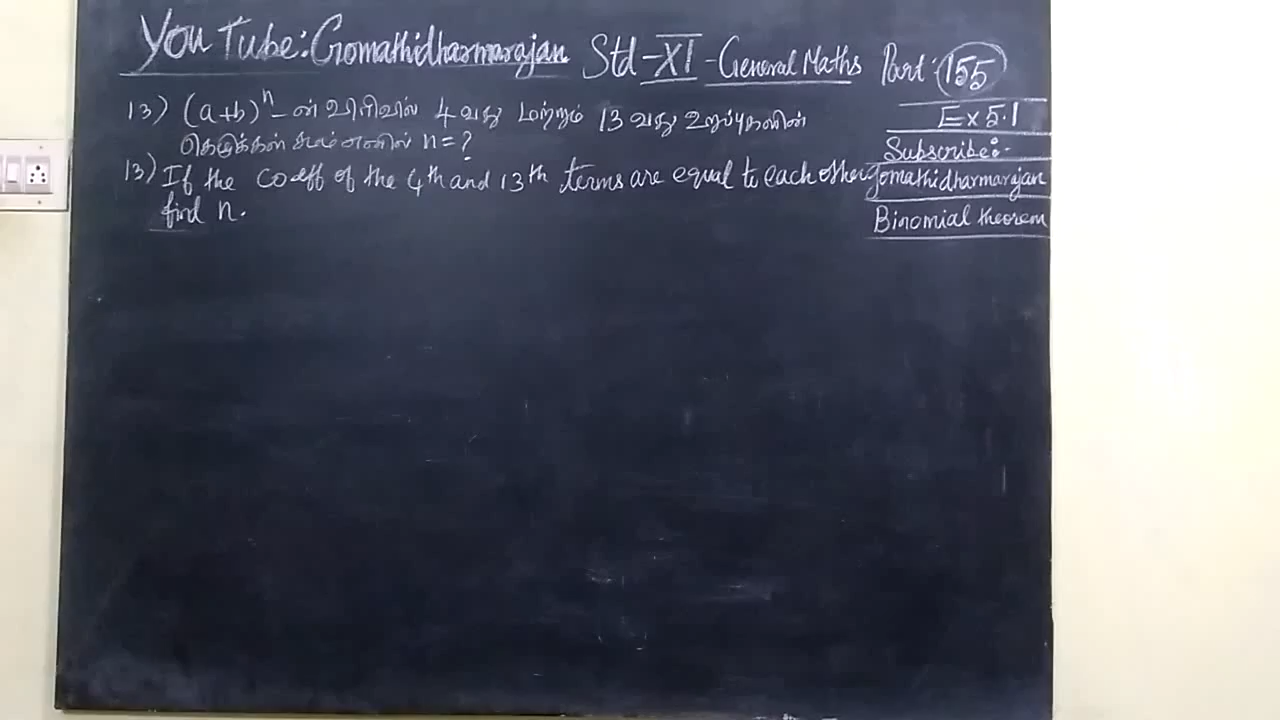 YouTube: Gomathidharmarajan Std-XI-General Maths Part: 155
Ex 5.1
13) (a+b)ⁿ-ன் விரிவில் 4 வது மற்றும் 13 வது உறுப்புகளின்
கெழுக்கள் சமம் எனில் n=?
13) If the coeff of the 4th and 13th terms are equal to each other
find n.
Subscribe:-
gomathidharmarajan
Binomial theorem